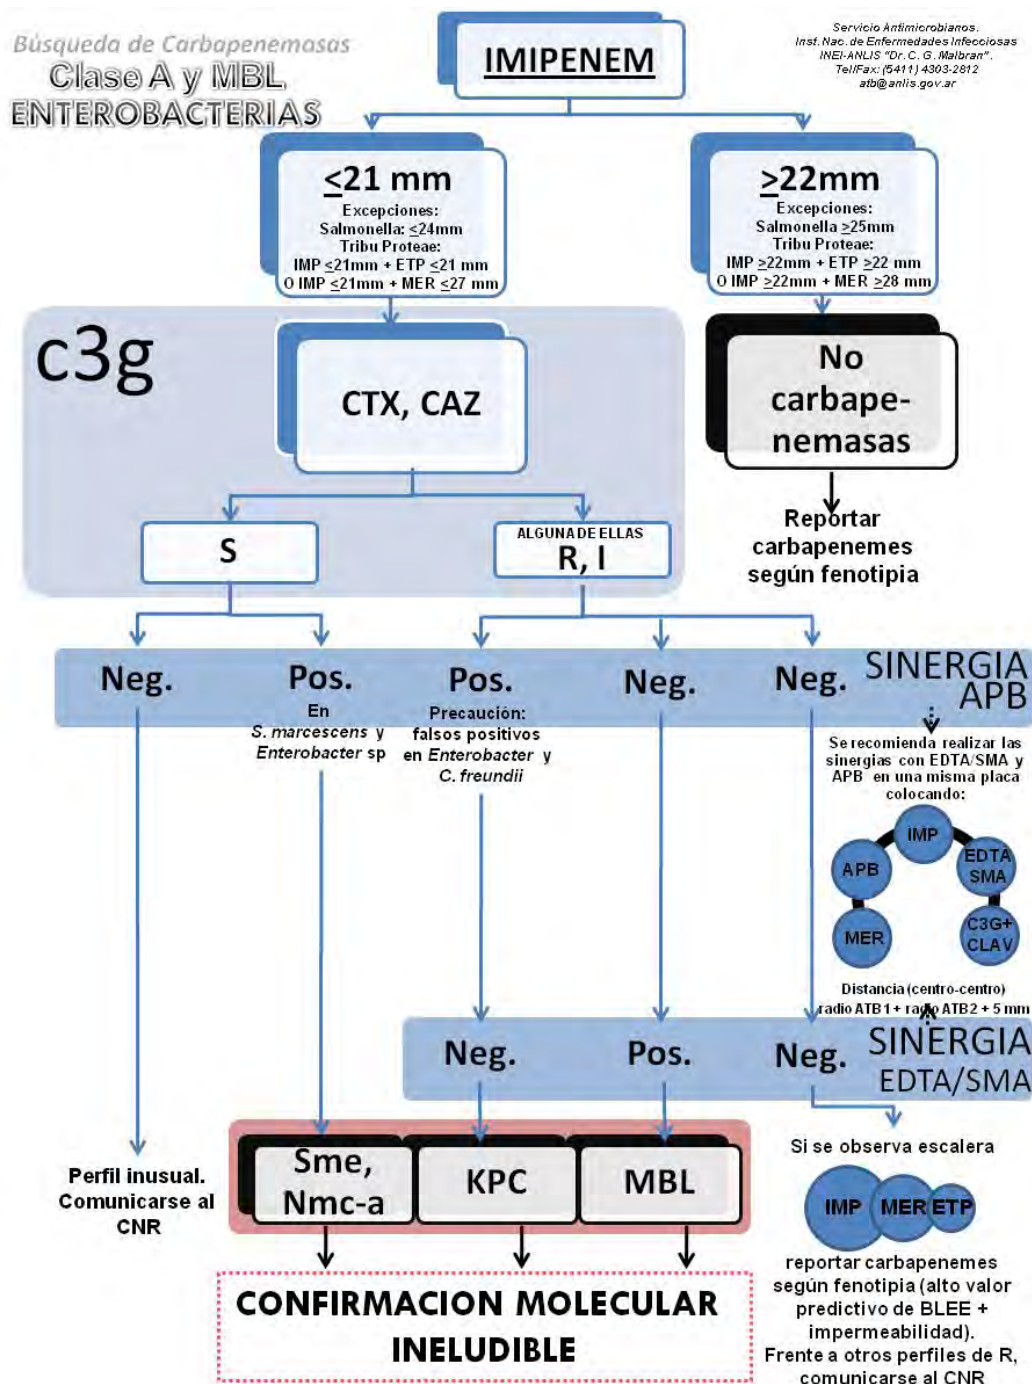 Búsqueda de Carbapenemasas
Clase A y MBL
ENTEROBACTERIAS
Servicio Antimicrobianos.
Inst. Nac. de Enfermedades Infecciosas
INEI-ANLIS "Dr. C. G. Malbran".
Tel/Fax: (5411) 4303-2812
atb@anlis.gov.ar
IMIPENEM
≤21 mm
Excepciones:
Salmonella: ≤24mm
Tribu Proteae:
IMP ≤21mm + ETP ≤21 mm
O IMP ≤21mm + MER ≤27 mm
≥22mm
Excepciones:
Salmonella ≥25mm
Tribu Proteae:
IMP ≥22mm + ETP ≥22 mm
O IMP ≥22mm + MER ≥28 mm
c3g
CTX, CAZ
No
carbape-
nemasas
S
ALGUNA DE ELLAS
R, I
Reportar
carbapenemes
según fenotipia
Neg.
Pos.
En
S. marcescens y
Enterobacter sp
Pos.
Precaución:
falsos positivos
en Enterobacter y
C. freundii
Neg.
Neg.
SINERGIA
APB
Se recomienda realizar las
sinergias con EDTA/SMA y
APB en una misma placa
colocando:
IMP
APB
EDTA
SMA
MER
C3G+
CLAV
Distancia (centro-centro)
radio ATB1 + radio ATB2 + 5 mm
Neg.
Pos.
Neg.
SINERGIA
EDTA/SMA
Perfil inusual.
Comunicarse al
CNR
Sme,
Nmc-a
KPC
MBL
Si se observa escalera
IMP
MER
ETP
reportar carbapenemes
según fenotipia (alto valor
predictivo de BLEE +
impermeabilidad).
Frente a otros perfiles de R,
comunicarse al CNR
CONFIRMACION MOLECULAR
INELUDIBLE